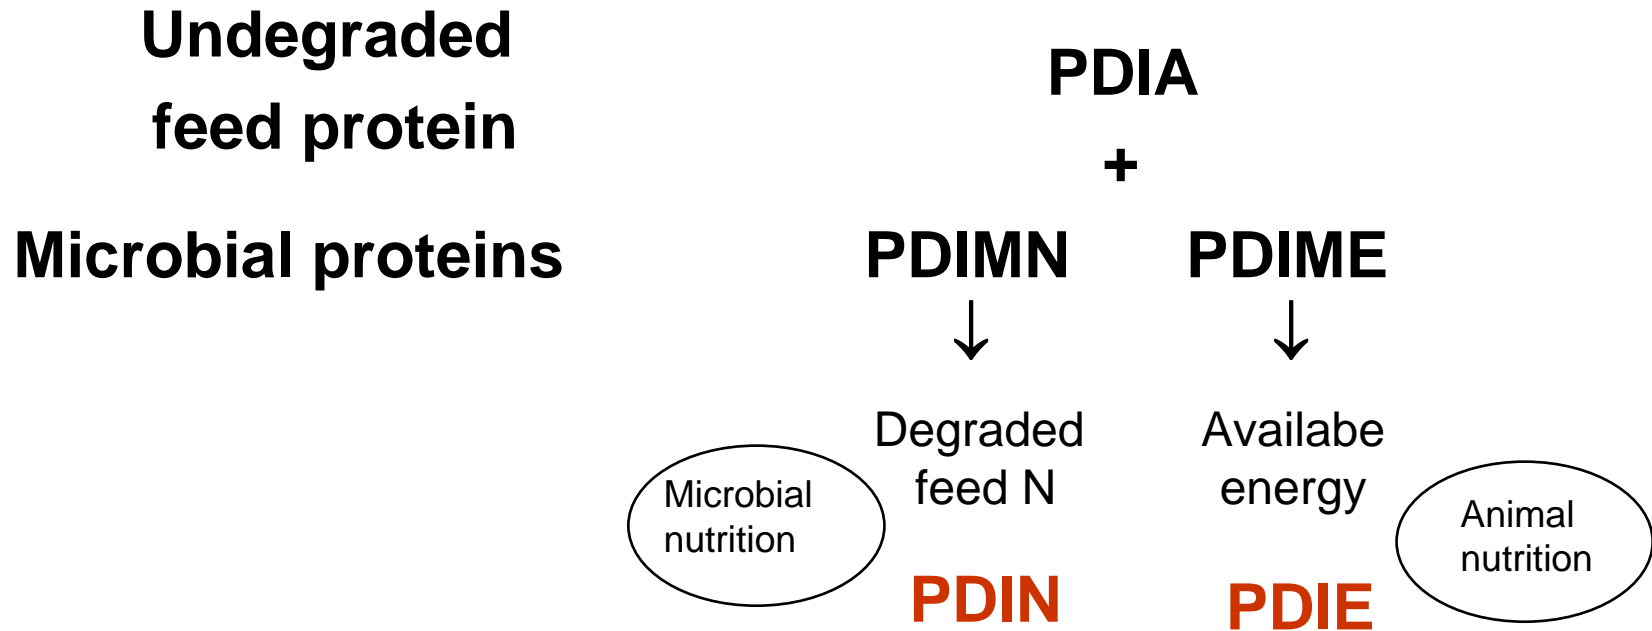 Undegraded
feed protein
PDIA
+
Microbial proteins
PDIMN PDIME
↓ ↓
Degraded
feed N
Availabe
energy
Microbial
nutrition
Animal
nutrition
PDIN PDIE